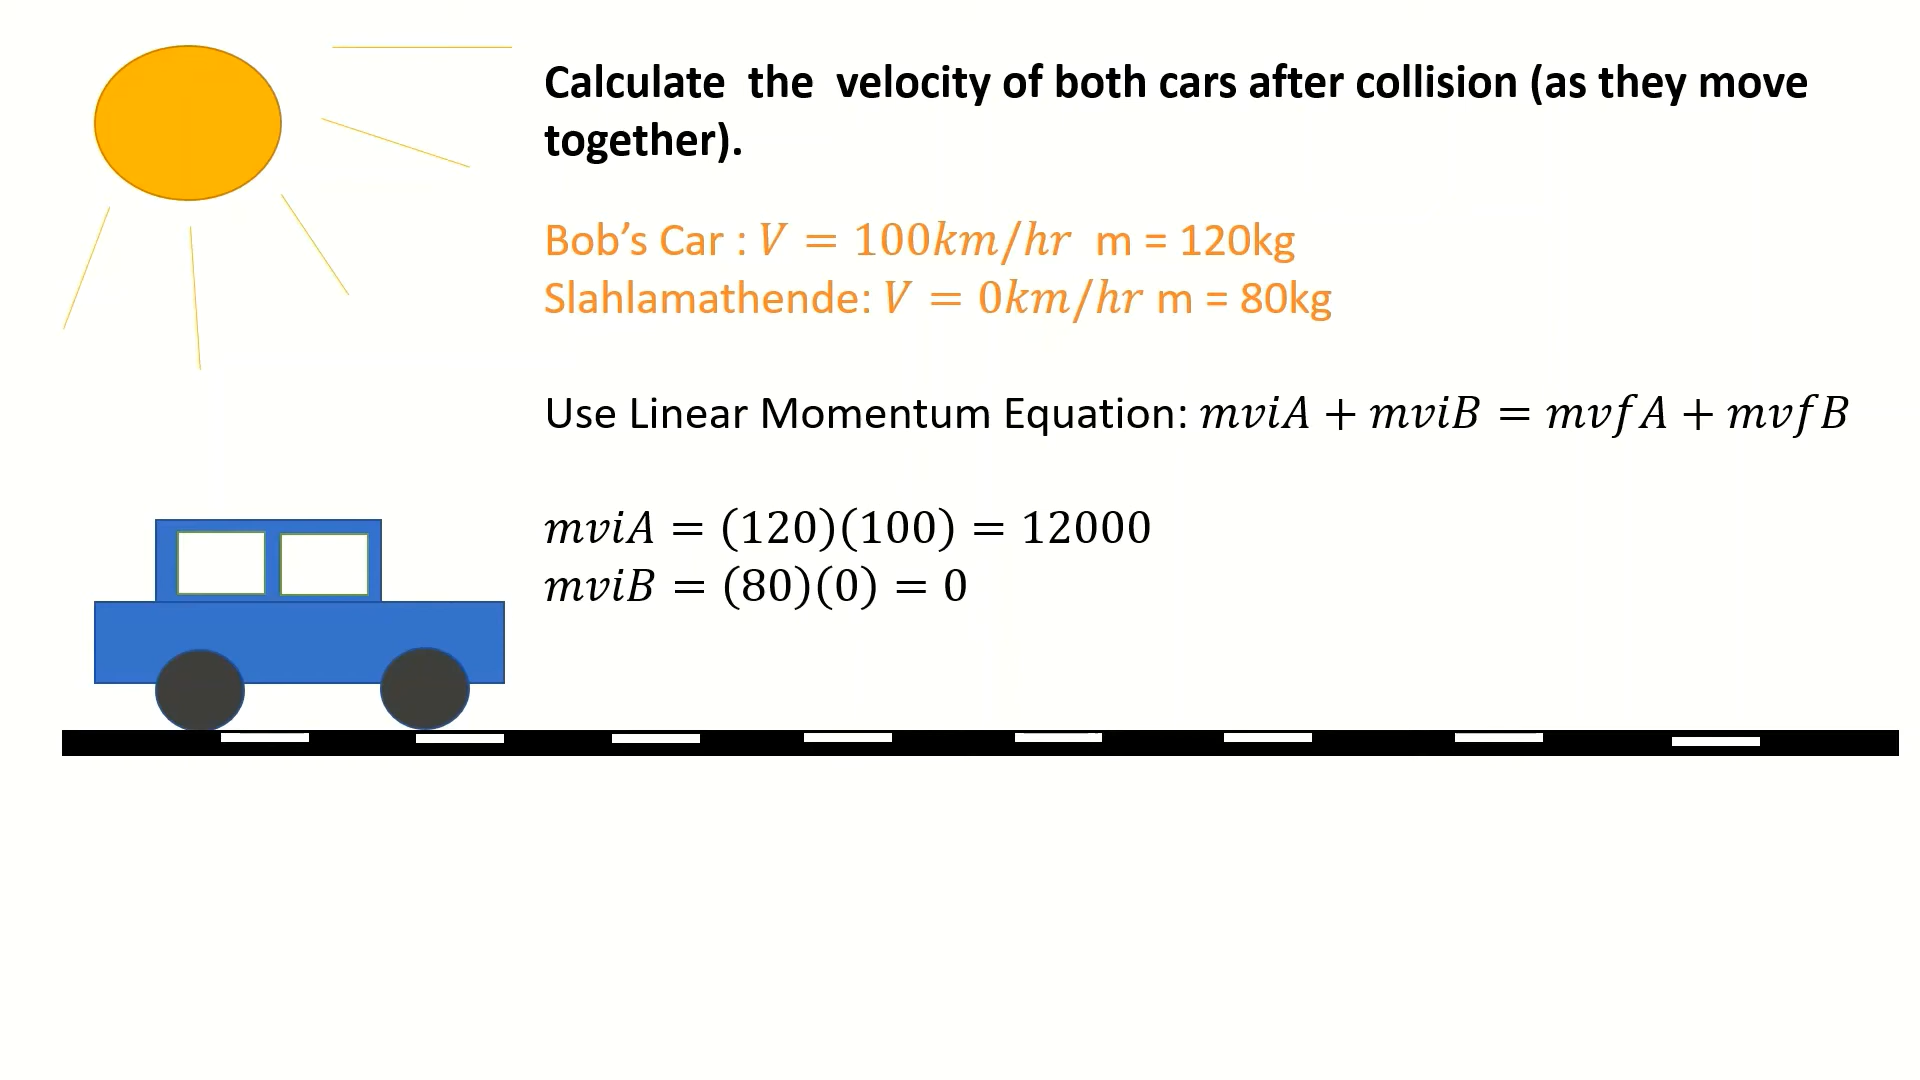 Calculate the velocity of both cars after collision (as they move
together).
Bob’s Car : V = 100km/hr m = 120kg
Slahlamathende: V = 0km/hr m = 80kg
Use Linear Momentum Equation: mviA + mviB = mvfA + mvfB
mviA = (120)(100) = 12000
mviB = (80)(0) = 0